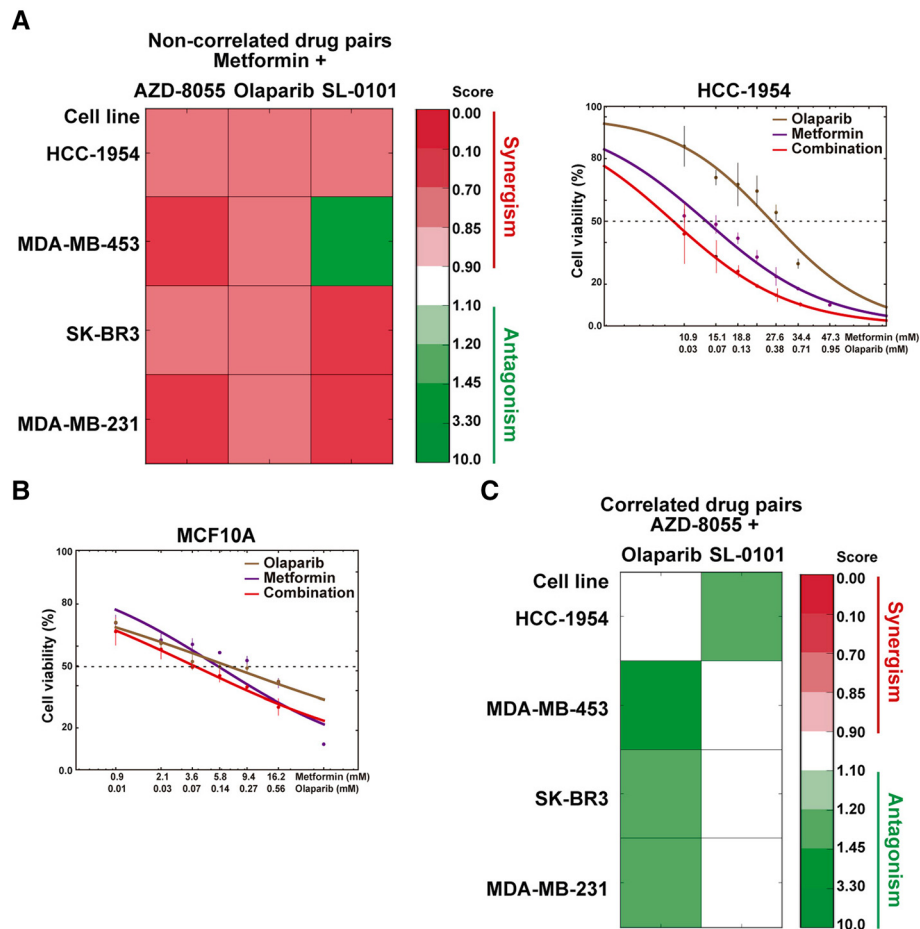 A
Non-correlated drug pairs
Metformin +
AZD-8055 Olaparib SL-0101
Score
Cell line
HCC-1954
MDA-MB-453
SK-BR3
MDA-MB-231
0.00
0.10
0.70
0.85
0.90
1.10
1.20
1.45
3.30
10.0
Synergism
Antagonism
HCC-1954
Olaparib
Metformin
Combination
Cell viability (%)
100
80
50
20
0.0
10.9 15.1 18.8 27.6 34.4 47.3 Metformin (mM)
0.03 0.07 0.13 0.38 0.71 0.95 Olaparib (mM)
B
MCF10A
Olaparib
Metformin
Combination
Cell viability (%)
100
80
50
20
0.0
0.9 2.1 3.6 5.8 9.4 16.2 Metformin (mM)
0.01 0.03 0.07 0.14 0.27 0.56 Olaparib (mM)
C
Correlated drug pairs
AZD-8055 +
Olaparib SL-0101
Score
Cell line
HCC-1954
MDA-MB-453
SK-BR3
MDA-MB-231
0.00
0.10
0.70
0.85
0.90
1.10
1.20
1.45
3.30
10.0
Synergism
Antagonism